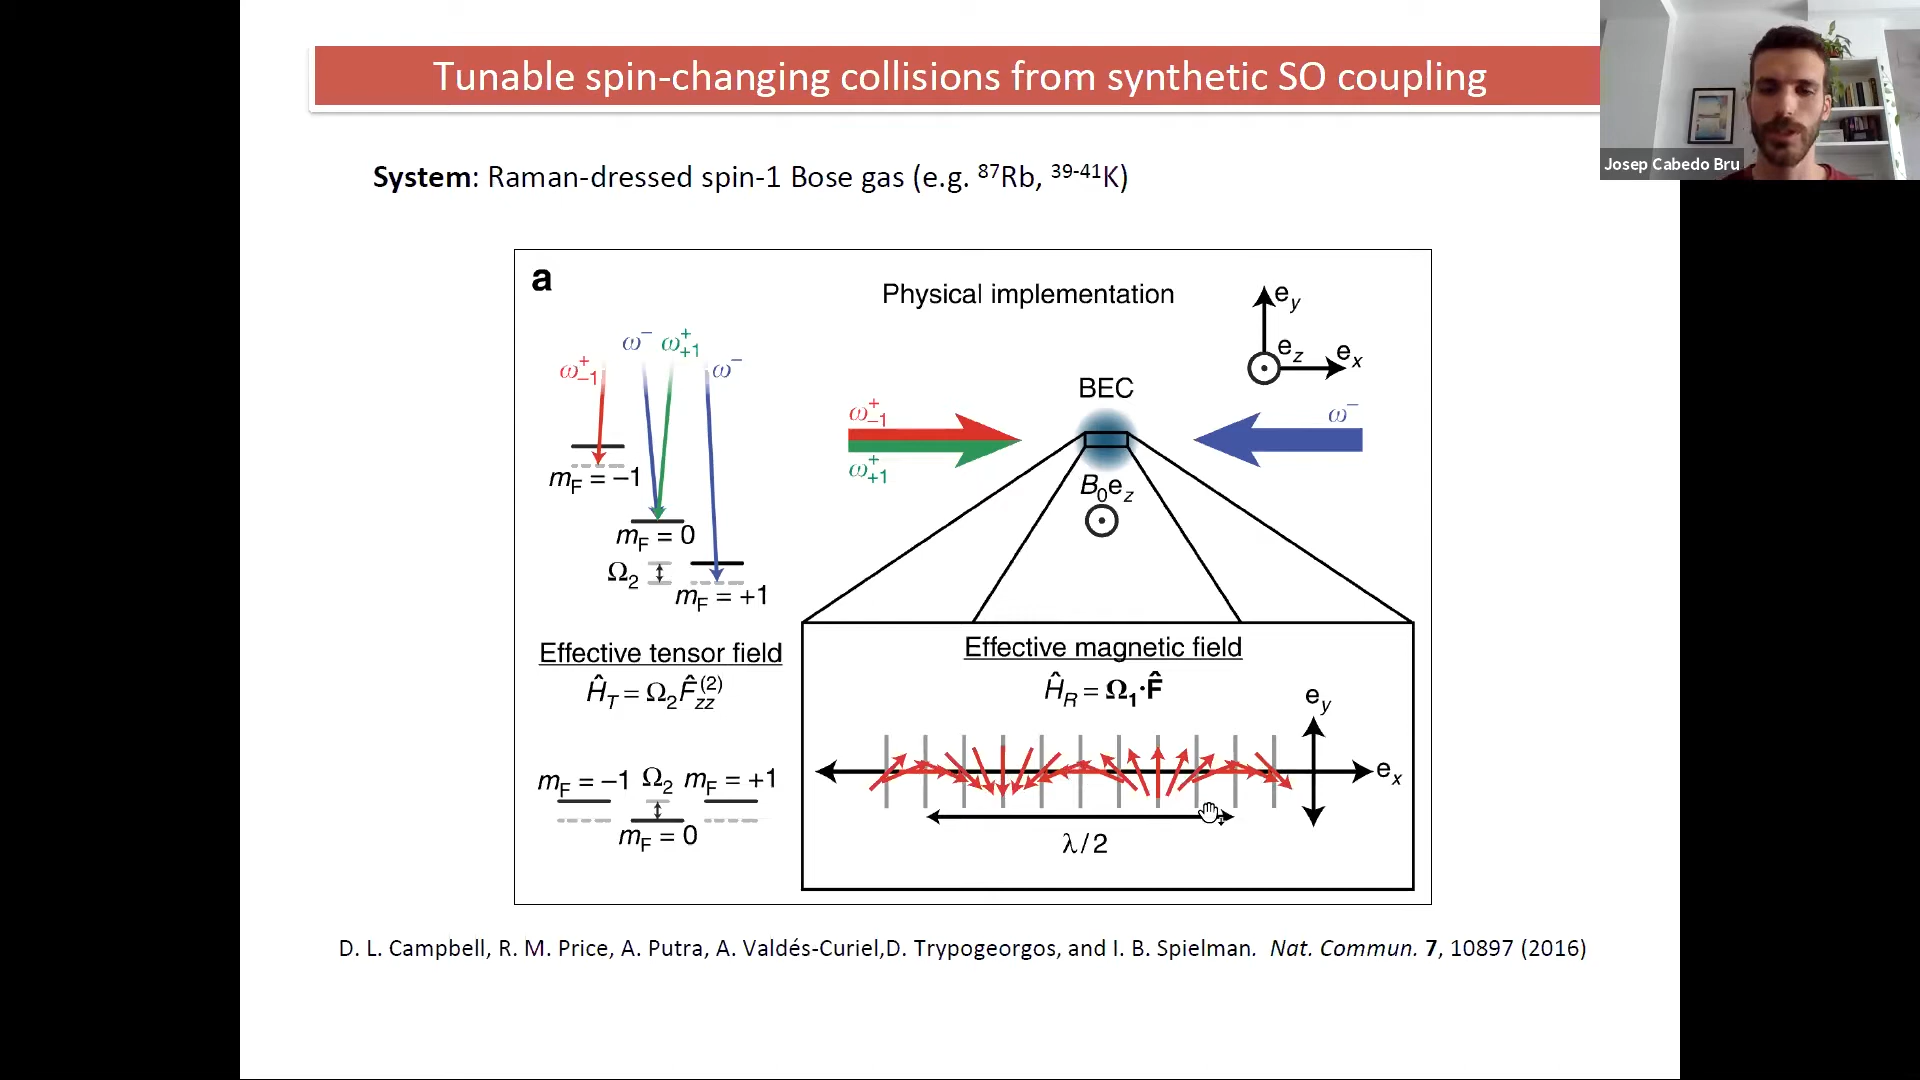 Tunable spin-changing collisions from synthetic SO coupling
Josep Cabedo Bru
System: Raman-dressed spin-1 Bose gas (e.g. ⁸⁷Rb, ³⁹⁻⁴¹K)
a
Physical implementation
e_y
e_z
e_x
ω⁻
ω⁺₊₁
ω⁺₋₁
ω⁻
BEC
ω⁺₋₁
ω⁺₊₁
ω⁻
m_F = −1
B₀e_z
m_F = 0
Ω₂
m_F = +1
Effective tensor field
Ĥ_T = Ω₂F̂_zz⁽²⁾
Effective magnetic field
Ĥ_R = Ω₁·F̂
e_y
e_x
m_F = −1 Ω₂ m_F = +1
m_F = 0
λ/2
D. L. Campbell, R. M. Price, A. Putra, A. Valdés-Curiel,D. Trypogeorgos, and I. B. Spielman. Nat. Commun. 7, 10897 (2016)